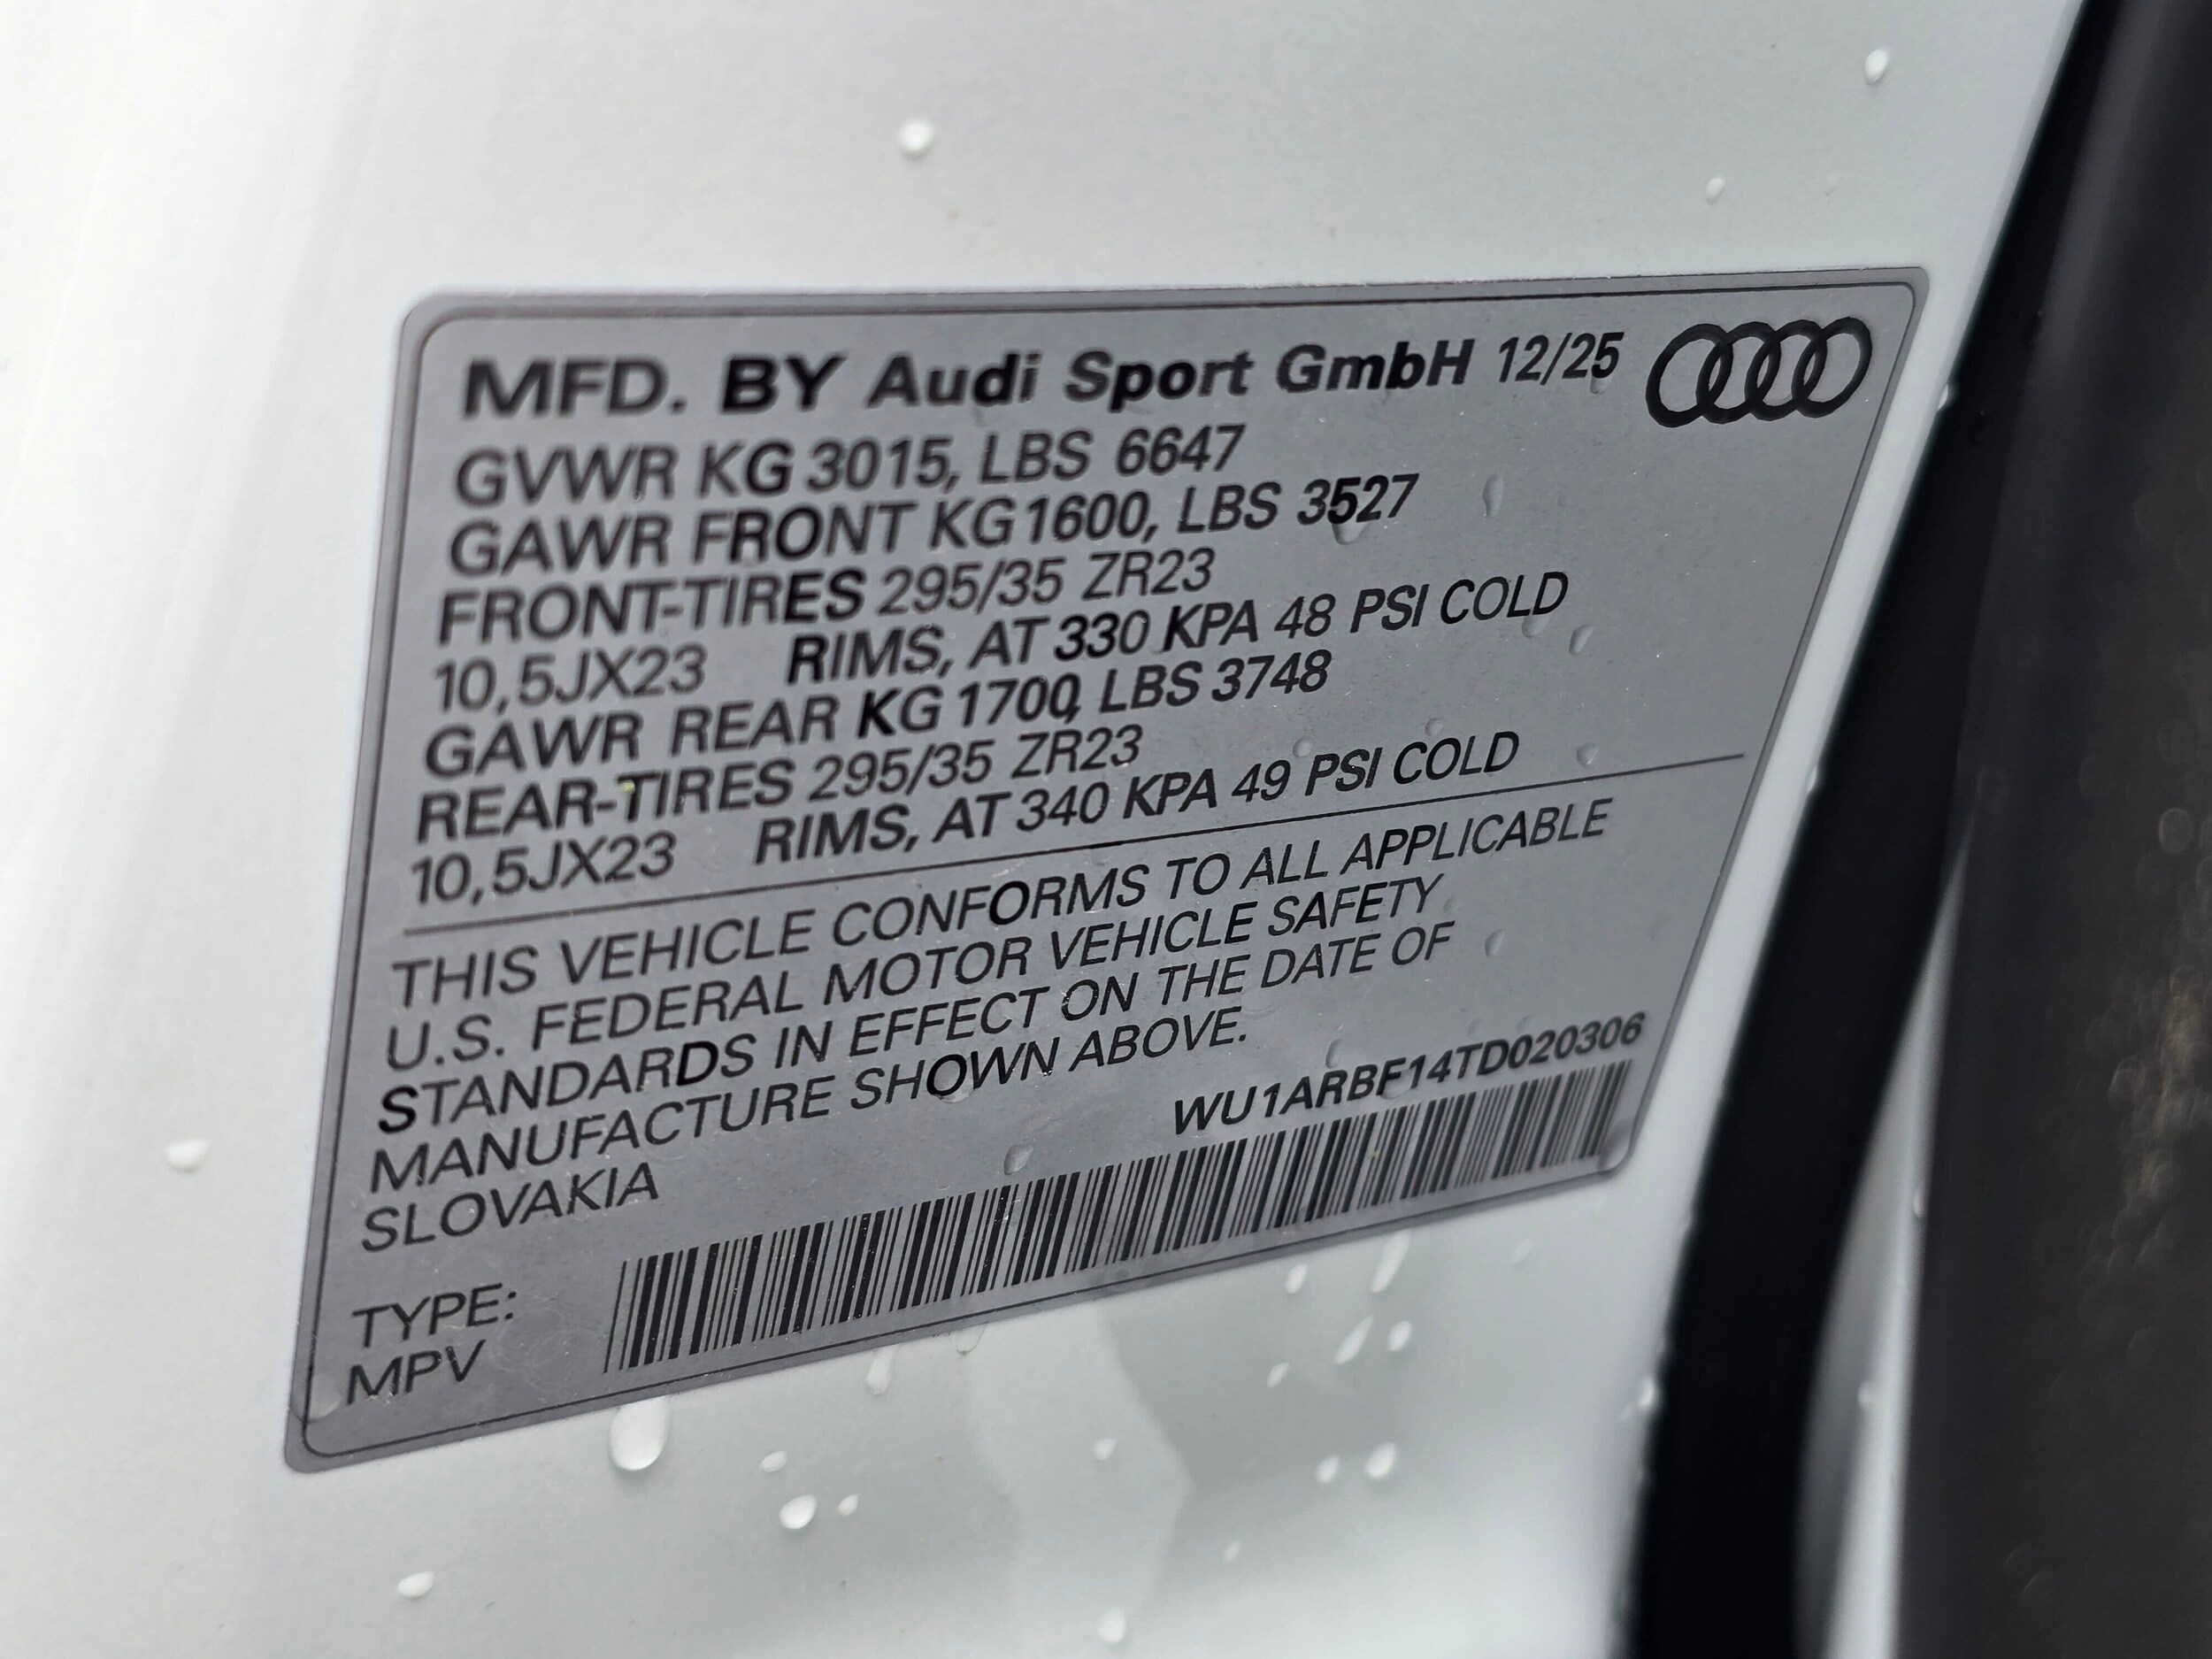 MFD. BY Audi Sport GmbH 12/25
GVWR KG 3015, LBS 6647
GAWR FRONT KG 1600, LBS 3527
FRONT-TIRES 295/35 ZR23
10,5JX23 RIMS, AT 330 KPA 48 PSI COLD
GAWR REAR KG 1700, LBS 3748
REAR-TIRES 295/35 ZR23
10,5JX23 RIMS, AT 340 KPA 49 PSI COLD
THIS VEHICLE CONFORMS TO ALL APPLICABLE
U.S. FEDERAL MOTOR VEHICLE SAFETY
STANDARDS IN EFFECT ON THE DATE OF
MANUFACTURE SHOWN ABOVE.
SLOVAKIA
WU1ARBF14TD020306
TYPE:
MPV